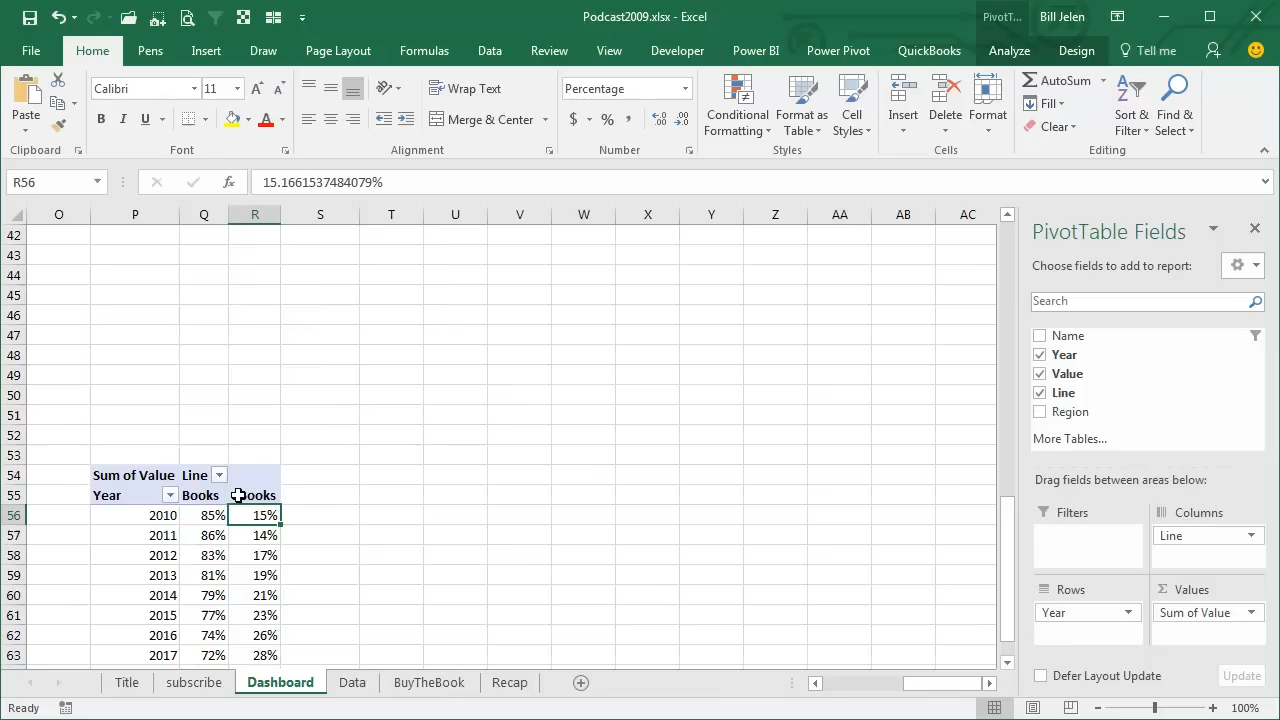 Podcast2009.xlsx - Excel
PivotT...
Bill Jelen
File Home Pens Insert Draw Page Layout Formulas Data Review View Developer Power BI Power Pivot QuickBooks Analyze Design Tell me
Paste
Clipboard
Calibri 11
B I U
Font
Wrap Text
Merge & Center
Alignment
Percentage
$ % ,
Number
Conditional Formatting
Format as Table
Cell Styles
Styles
Insert Delete Format
Cells
AutoSum
Fill
Clear
Sort & Filter
Find & Select
Editing
R56 fx 15.1661537484079%
O P Q R S T U V W X Y Z AA AB AC
42
43
44
45
46
47
48
49
50
51
52
53
54 Sum of Value Line
55 Year Books ooks
56 2010 85% 15%
57 2011 86% 14%
58 2012 83% 17%
59 2013 81% 19%
60 2014 79% 21%
61 2015 77% 23%
62 2016 74% 26%
63 2017 72% 28%
PivotTable Fields
Choose fields to add to report:
Search
Name
Year
Value
Line
Region
More Tables...
Drag fields between areas below:
Filters
Columns
Line
Rows
Year
Σ Values
Sum of Value
Defer Layout Update
Update
Title subscribe Dashboard Data BuyTheBook Recap
Ready
100%